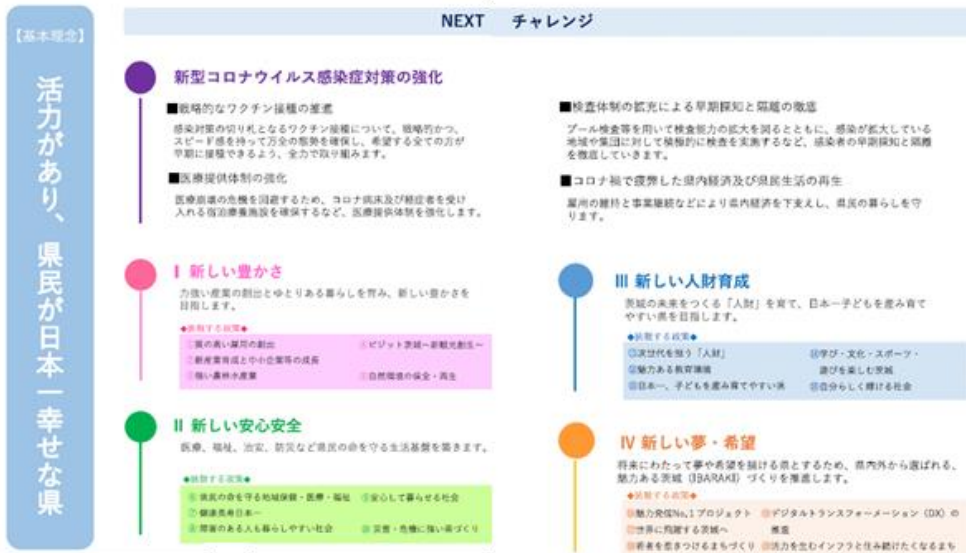 【基本理念】
活力があり、県民が日本一幸せな県
NEXT チャレンジ
新型コロナウイルス感染症対策の強化
■戦略的なワクチン接種の推進
感染対策の切り札となるワクチン接種について、戦略的かつ、
スピード感を持って万全の態勢を確保し、希望する全ての方が
早期に接種できるよう、全力で取り組みます。
■医療提供体制の強化
医療崩壊の危機を回避するため、コロナ病床及び軽症者を受け
入れる宿泊療養施設を確保するなど、医療提供体制を強化します。
■検査体制の拡充による早期探知と隔離の徹底
プール検査等を用いて検査能力の拡大を図るとともに、感染が拡大している
地域や集団に対して積極的に検査を実施するなど、感染者の早期探知と隔離
を徹底していきます。
■コロナ禍で疲弊した県内経済及び県民生活の再生
雇用の維持と事業継続などにより県内経済を下支えし、県民の暮らしを守
ります。
Ⅰ 新しい豊かさ
力強い産業の創出とゆとりある暮らしを育み、新しい豊かさを
目指します。
◆挑戦する政策◆
質の高い雇用の創出
新産業育成と中小企業等の成長
強い農林水産業
ビジット茨城～新観光創生～
自然環境の保全・再生
Ⅱ 新しい安心安全
医療、福祉、治安、防災など県民の命を守る生活基盤を築きます。
◆挑戦する政策◆
⑥県民の命を守る地域保健・医療・福祉
⑦健康長寿日本一
⑧障害のある人も暮らしやすい社会
⑨安心して暮らせる社会
⑩災害・危機に強い県づくり
Ⅲ 新しい人財育成
茨城の未来をつくる「人財」を育て、日本一子どもを産み育て
やすい県を目指します。
◆挑戦する政策◆
⑪次世代を担う「人財」
⑫魅力ある教育環境
⑬日本一、子どもを産み育てやすい県
⑭学び・文化・スポーツ・
遊びを楽しむ茨城
⑮自分らしく輝ける社会
Ⅳ 新しい夢・希望
将来にわたって夢や希望を描ける県とするため、県内外から選ばれる、
魅力ある茨城（IBARAKI）づくりを推進します。
◆挑戦する政策◆
⑯魅力発信No.1プロジェクト
⑰世界に飛躍する茨城へ
⑱若者を惹きつけるまちづくり
⑲デジタルトランスフォーメーション（DX）の
推進
⑳活力を生むインフラと住み続けたくなるまち